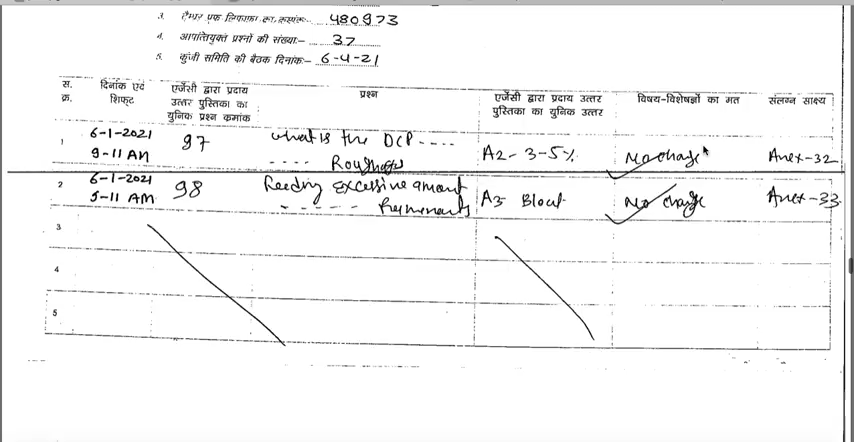 3. टैम्पर प्रूफ लिफाफा का क्रमांक:- 480973
4. आपत्तियुक्त प्रश्नों की संख्या:- 37
5. कुंजी समिति की बैठक दिनांक:- 6-4-21
स. क्र. दिनांक एवं शिफ्ट एजेंसी द्वारा प्रदाय उत्तर पुस्तिका का युनिक प्रश्न कमांक प्रश्न एजेंसी द्वारा प्रदाय उत्तर पुस्तिका का युनिक उत्तर विषय-विशेषज्ञों का मत संलग्न साक्ष्य
1 6-1-2021 97 what is the DCP ----
9-11 AM ---- Roughages A2- 3-5% No change Anex-32
2 6-1-2021 98 feeding excessive amount
9-11 AM ------ Ruminants A3- Bloat No change Anex-33
3
4
5